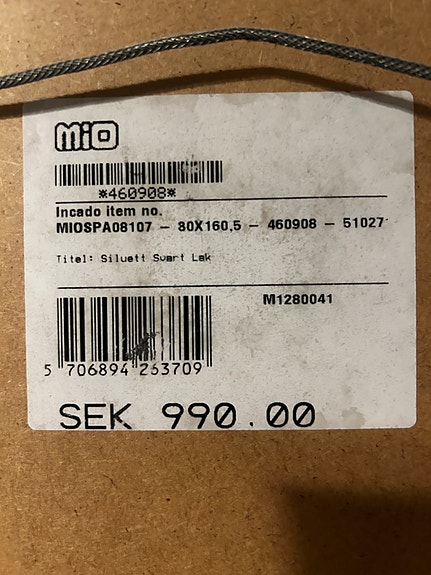 MiO
*460908*
Incado item no.
MIOSPA08107 – 80X160,5 – 460908 – 51027
Titel: Siluett Svart Lak
M1280041
5 706894 263709
SEK 990.00